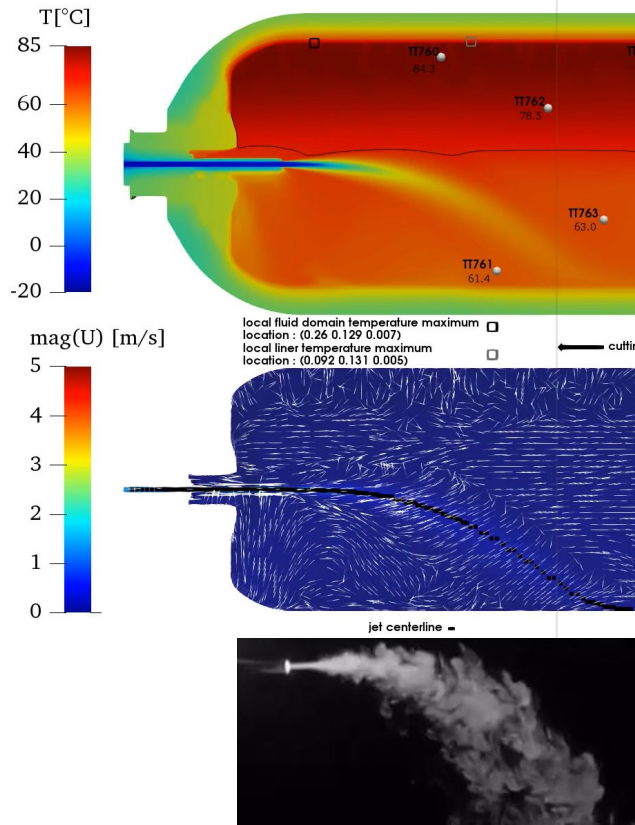 T[°C]
85
60
40
20
0
-20
TT760
84.3
TT762
78.5
TT763
63.0
TT761
61.4
local fluid domain temperature maximum
location : (0.26 0.129 0.007)
local liner temperature maximum
location : (0.092 0.131 0.005)
cuttin
mag(U) [m/s]
5
4
3
2
1
0
jet centerline